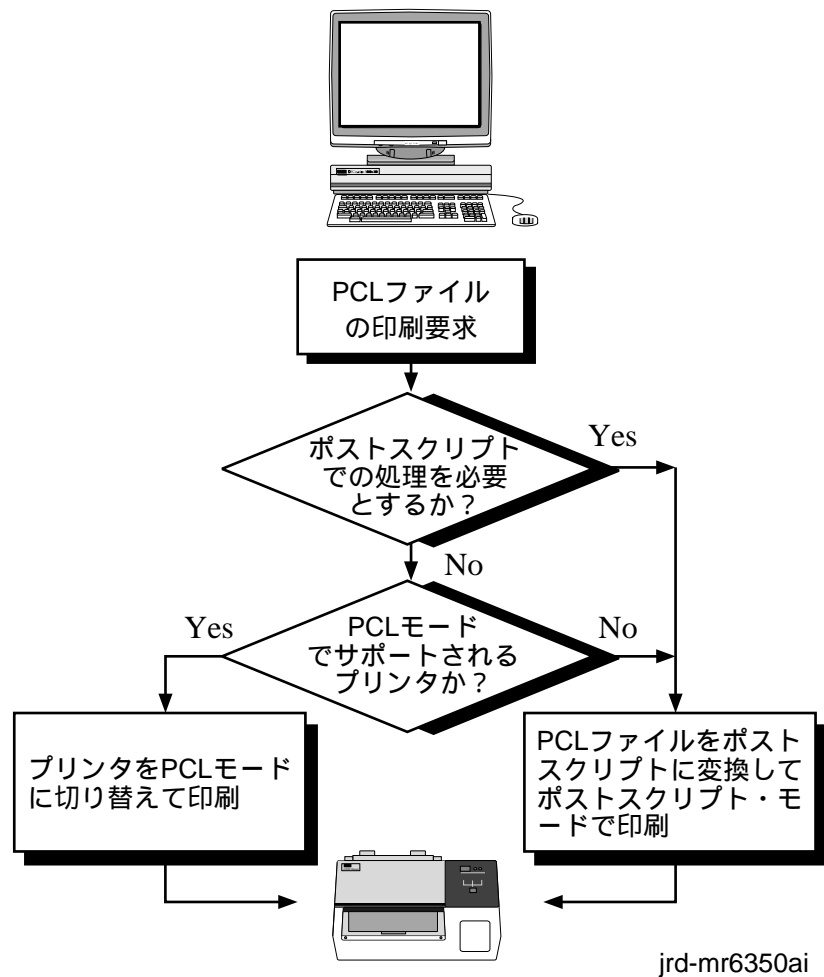 PCLファイル
の印刷要求
ポストスクリプト
での処理を必要
とするか？
Yes
No
PCLモード
でサポートされる
プリンタか？
Yes
No
プリンタをPCLモード
に切り替えて印刷
PCLファイルをポスト
スクリプトに変換して
ポストスクリプト・モ
ードで印刷
jrd-mr6350ai